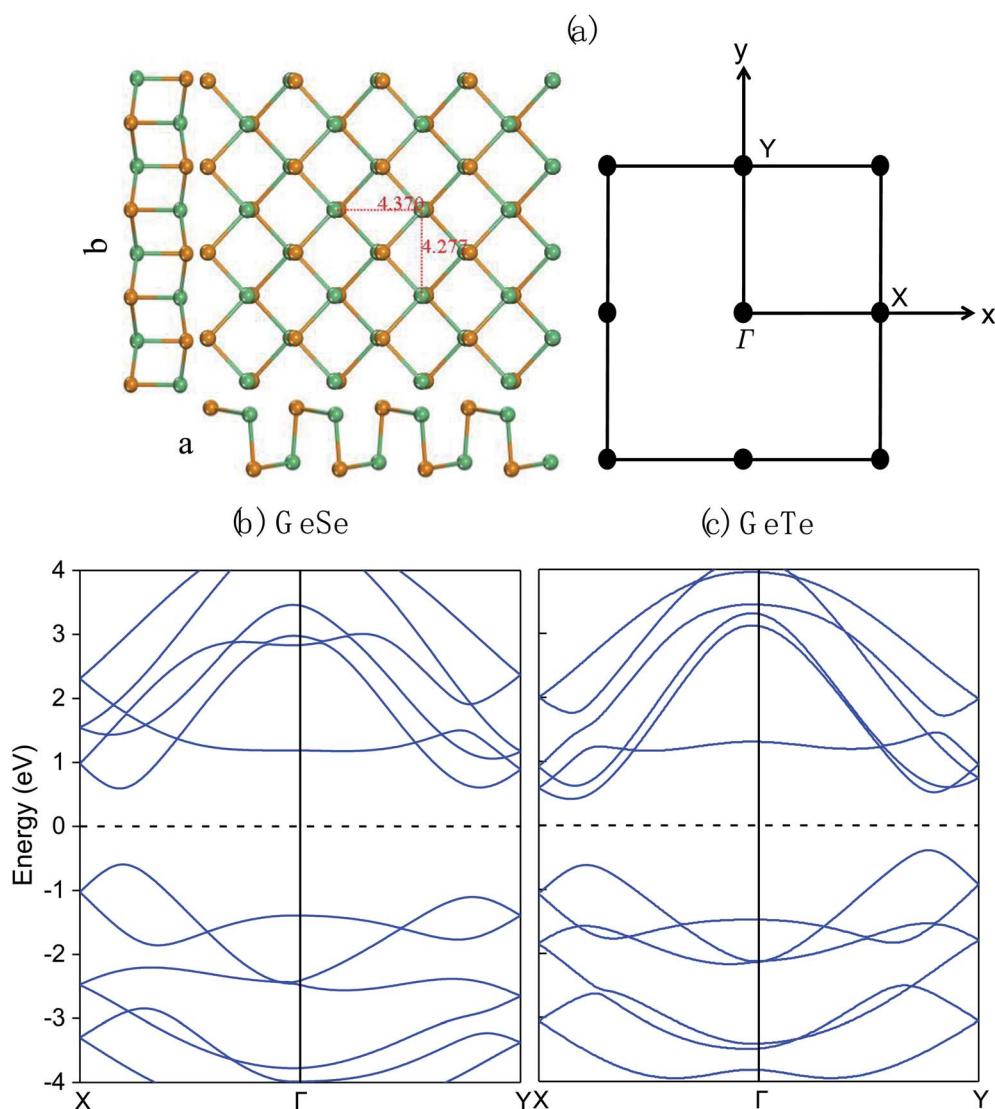 (a)
y
Y
4.370
4.277
b
X
x
Γ
a
(b) GeSe
(c) GeTe
4
3
2
1
0
-1
-2
-3
-4
Energy (eV)
X
Γ
Y
X
Γ
Y